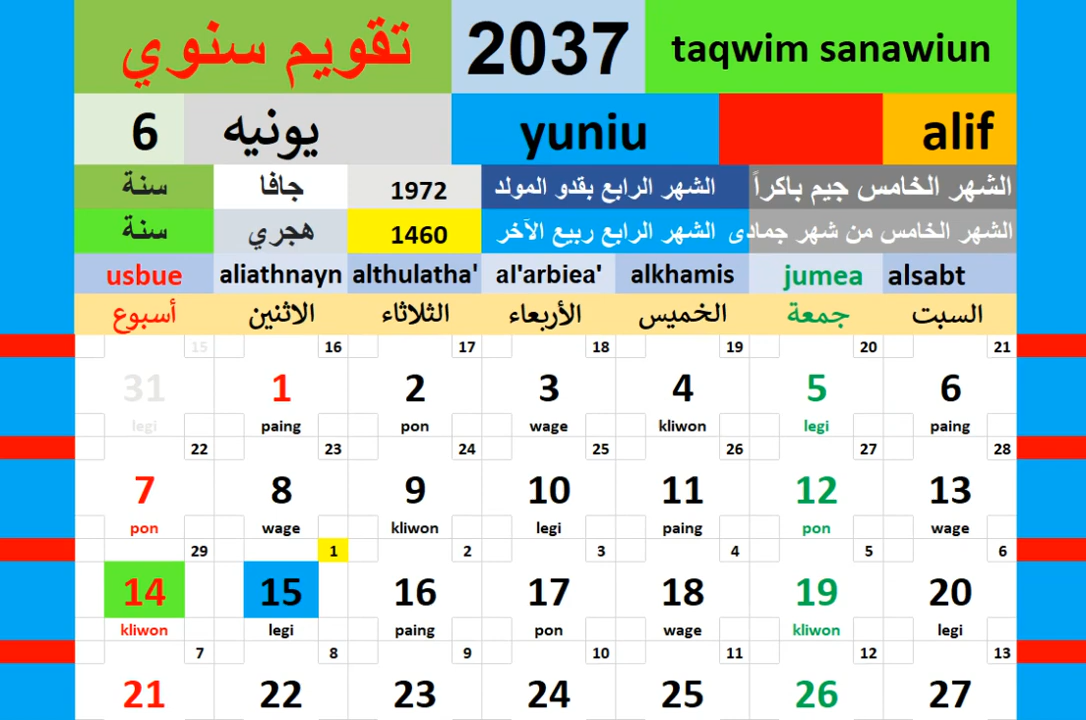 تقويم سنوي 2037 taqwim sanawiun
6 يونيه yuniu alif
سنة جافا 1972 الشهر الرابع بقدو المولد الشهر الخامس جيم باكراً
سنة هجري 1460 الشهر الرابع ربيع الآخر الشهر الخامس من شهر جمادى
usbue aliathnayn althulatha' al'arbiea' alkhamis jumea alsabt
أسبوع الاثنين الثلاثاء الأربعاء الخميس جمعة السبت
15 16 17 18 19 20 21
31 1 2 3 4 5 6
legi paing pon wage kliwon legi paing
22 23 24 25 26 27 28
7 8 9 10 11 12 13
pon wage kliwon legi paing pon wage
29 1 2 3 4 5 6
14 15 16 17 18 19 20
kliwon legi paing pon wage kliwon legi
7 8 9 10 11 12 13
21 22 23 24 25 26 27